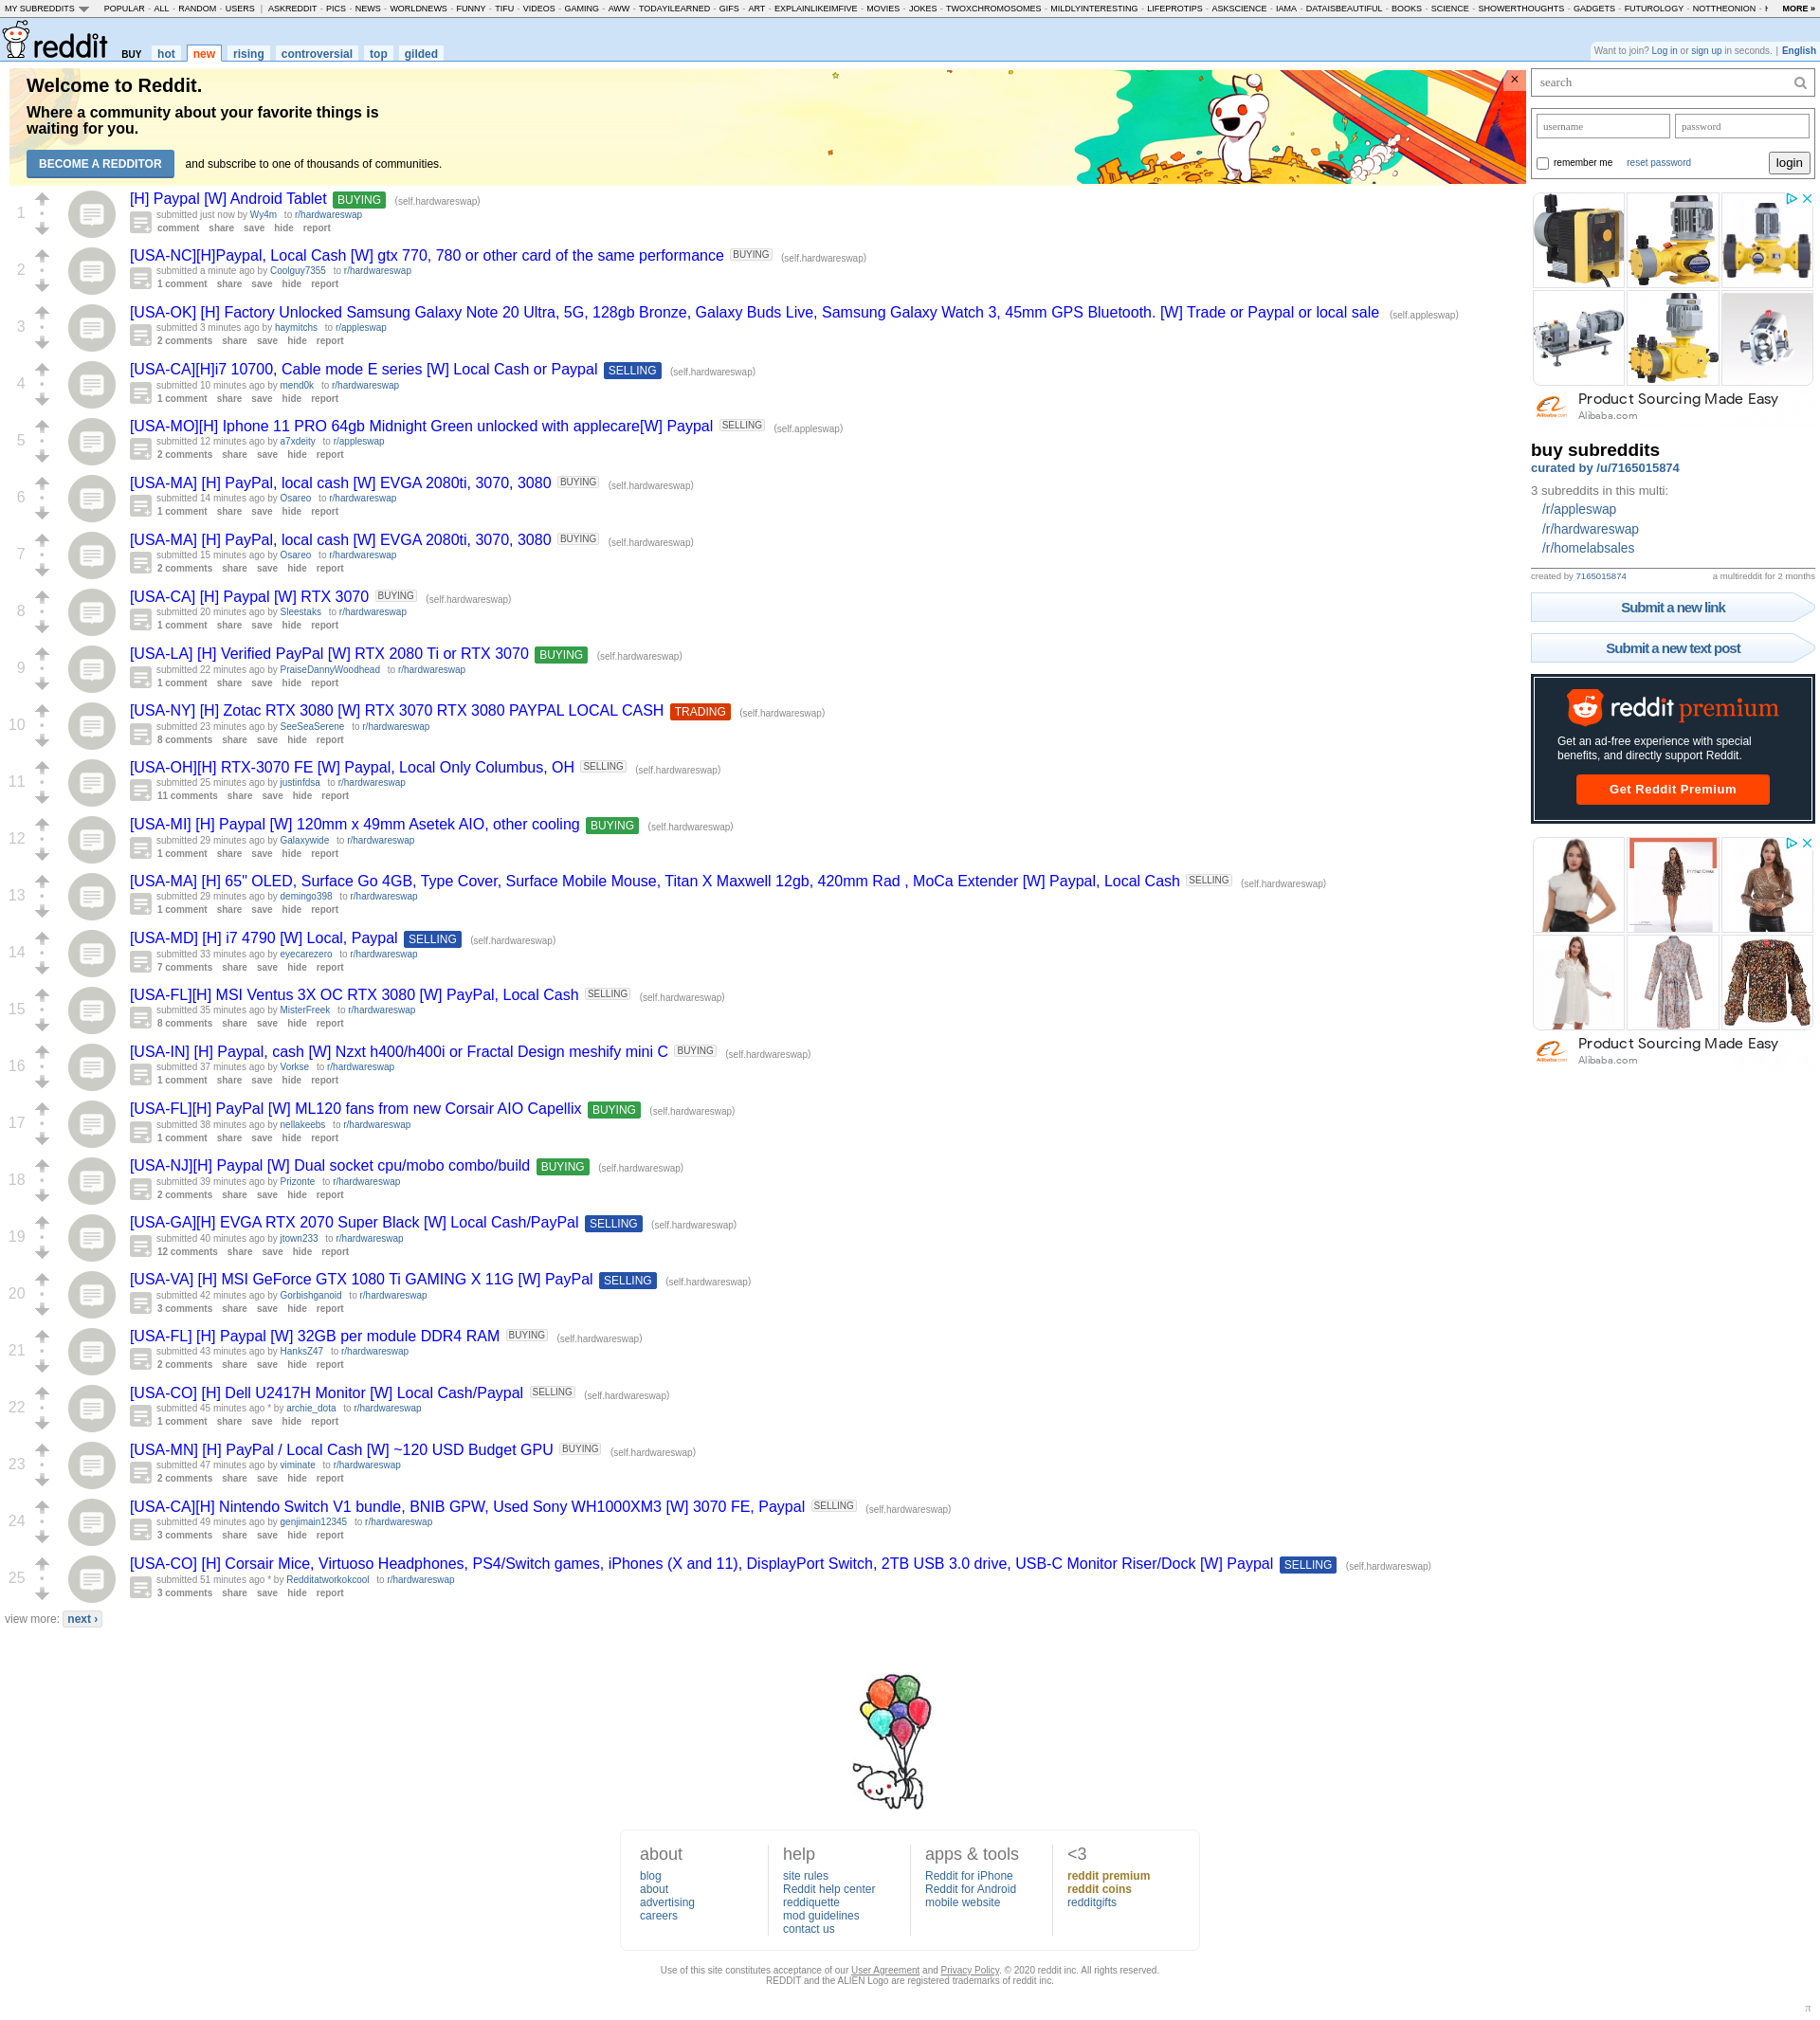 MY SUBREDDITS POPULAR - ALL - RANDOM - USERS | ASKREDDIT - PICS - NEWS - WORLDNEWS - FUNNY - TIFU - VIDEOS - GAMING - AWW - TODAYILEARNED - GIFS - ART - EXPLAINLIKEIMFIVE - MOVIES - JOKES - TWOXCHROMOSOMES - MILDLYINTERESTING - LIFEPROTIPS - ASKSCIENCE - IAMA - DATAISBEAUTIFUL - BOOKS - SCIENCE - SHOWERTHOUGHTS - GADGETS - FUTUROLOGY - NOTTHEONION - MORE »
reddit BUY hot new rising controversial top gilded
Want to join? Log in or sign up in seconds. | English
Welcome to Reddit.
Where a community about your favorite things is
waiting for you.
BECOME A REDDITOR and subscribe to one of thousands of communities.
1
[H] Paypal [W] Android Tablet BUYING (self.hardwareswap)
submitted just now by Wy4m to r/hardwareswap
comment share save hide report
2
[USA-NC][H]Paypal, Local Cash [W] gtx 770, 780 or other card of the same performance BUYING (self.hardwareswap)
submitted a minute ago by Coolguy7355 to r/hardwareswap
1 comment share save hide report
3
[USA-OK] [H] Factory Unlocked Samsung Galaxy Note 20 Ultra, 5G, 128gb Bronze, Galaxy Buds Live, Samsung Galaxy Watch 3, 45mm GPS Bluetooth. [W] Trade or Paypal or local sale (self.appleswap)
submitted 3 minutes ago by haymitchs to r/appleswap
2 comments share save hide report
4
[USA-CA][H]i7 10700, Cable mode E series [W] Local Cash or Paypal SELLING (self.hardwareswap)
submitted 10 minutes ago by mend0k to r/hardwareswap
1 comment share save hide report
5
[USA-MO][H] Iphone 11 PRO 64gb Midnight Green unlocked with applecare[W] Paypal SELLING (self.appleswap)
submitted 12 minutes ago by a7xdeity to r/appleswap
2 comments share save hide report
6
[USA-MA] [H] PayPal, local cash [W] EVGA 2080ti, 3070, 3080 BUYING (self.hardwareswap)
submitted 14 minutes ago by Osareo to r/hardwareswap
1 comment share save hide report
7
[USA-MA] [H] PayPal, local cash [W] EVGA 2080ti, 3070, 3080 BUYING (self.hardwareswap)
submitted 15 minutes ago by Osareo to r/hardwareswap
2 comments share save hide report
8
[USA-CA] [H] Paypal [W] RTX 3070 BUYING (self.hardwareswap)
submitted 20 minutes ago by Sleestaks to r/hardwareswap
1 comment share save hide report
9
[USA-LA] [H] Verified PayPal [W] RTX 2080 Ti or RTX 3070 BUYING (self.hardwareswap)
submitted 22 minutes ago by PraiseDannyWoodhead to r/hardwareswap
1 comment share save hide report
10
[USA-NY] [H] Zotac RTX 3080 [W] RTX 3070 RTX 3080 PAYPAL LOCAL CASH TRADING (self.hardwareswap)
submitted 23 minutes ago by SeeSeaSerene to r/hardwareswap
8 comments share save hide report
11
[USA-OH][H] RTX-3070 FE [W] Paypal, Local Only Columbus, OH SELLING (self.hardwareswap)
submitted 25 minutes ago by justinfdsa to r/hardwareswap
11 comments share save hide report
12
[USA-MI] [H] Paypal [W] 120mm x 49mm Asetek AIO, other cooling BUYING (self.hardwareswap)
submitted 29 minutes ago by Galaxywide to r/hardwareswap
1 comment share save hide report
13
[USA-MA] [H] 65" OLED, Surface Go 4GB, Type Cover, Surface Mobile Mouse, Titan X Maxwell 12gb, 420mm Rad , MoCa Extender [W] Paypal, Local Cash SELLING (self.hardwareswap)
submitted 29 minutes ago by demingo398 to r/hardwareswap
1 comment share save hide report
14
[USA-MD] [H] i7 4790 [W] Local, Paypal SELLING (self.hardwareswap)
submitted 33 minutes ago by eyecarezero to r/hardwareswap
7 comments share save hide report
15
[USA-FL][H] MSI Ventus 3X OC RTX 3080 [W] PayPal, Local Cash SELLING (self.hardwareswap)
submitted 35 minutes ago by MisterFreek to r/hardwareswap
8 comments share save hide report
16
[USA-IN] [H] Paypal, cash [W] Nzxt h400/h400i or Fractal Design meshify mini C BUYING (self.hardwareswap)
submitted 37 minutes ago by Vorkse to r/hardwareswap
1 comment share save hide report
17
[USA-FL][H] PayPal [W] ML120 fans from new Corsair AIO Capellix BUYING (self.hardwareswap)
submitted 38 minutes ago by nellakeebs to r/hardwareswap
1 comment share save hide report
18
[USA-NJ][H] Paypal [W] Dual socket cpu/mobo combo/build BUYING (self.hardwareswap)
submitted 39 minutes ago by Prizonte to r/hardwareswap
2 comments share save hide report
19
[USA-GA][H] EVGA RTX 2070 Super Black [W] Local Cash/PayPal SELLING (self.hardwareswap)
submitted 40 minutes ago by jtown233 to r/hardwareswap
12 comments share save hide report
20
[USA-VA] [H] MSI GeForce GTX 1080 Ti GAMING X 11G [W] PayPal SELLING (self.hardwareswap)
submitted 42 minutes ago by Gorbishganoid to r/hardwareswap
3 comments share save hide report
21
[USA-FL] [H] Paypal [W] 32GB per module DDR4 RAM BUYING (self.hardwareswap)
submitted 43 minutes ago by HanksZ47 to r/hardwareswap
2 comments share save hide report
22
[USA-CO] [H] Dell U2417H Monitor [W] Local Cash/Paypal SELLING (self.hardwareswap)
submitted 45 minutes ago * by archie_dota to r/hardwareswap
1 comment share save hide report
23
[USA-MN] [H] PayPal / Local Cash [W] ~120 USD Budget GPU BUYING (self.hardwareswap)
submitted 47 minutes ago by viminate to r/hardwareswap
2 comments share save hide report
24
[USA-CA][H] Nintendo Switch V1 bundle, BNIB GPW, Used Sony WH1000XM3 [W] 3070 FE, Paypal SELLING (self.hardwareswap)
submitted 49 minutes ago by genjimain12345 to r/hardwareswap
3 comments share save hide report
25
[USA-CO] [H] Corsair Mice, Virtuoso Headphones, PS4/Switch games, iPhones (X and 11), DisplayPort Switch, 2TB USB 3.0 drive, USB-C Monitor Riser/Dock [W] Paypal SELLING (self.hardwareswap)
submitted 51 minutes ago * by Redditatworkokcool to r/hardwareswap
3 comments share save hide report
view more: next ›
search
username password
remember me reset password login
Product Sourcing Made Easy
Alibaba.com
buy subreddits
curated by /u/7165015874
3 subreddits in this multi:
/r/appleswap
/r/hardwareswap
/r/homelabsales
created by 7165015874 a multireddit for 2 months
Submit a new link
Submit a new text post
reddit premium
Get an ad-free experience with special
benefits, and directly support Reddit.
Get Reddit Premium
Product Sourcing Made Easy
Alibaba.com
about
blog
about
advertising
careers
help
site rules
Reddit help center
reddiquette
mod guidelines
contact us
apps & tools
Reddit for iPhone
Reddit for Android
mobile website
<3
reddit premium
reddit coins
redditgifts
Use of this site constitutes acceptance of our User Agreement and Privacy Policy. © 2020 reddit inc. All rights reserved.
REDDIT and the ALIEN Logo are registered trademarks of reddit inc.
π